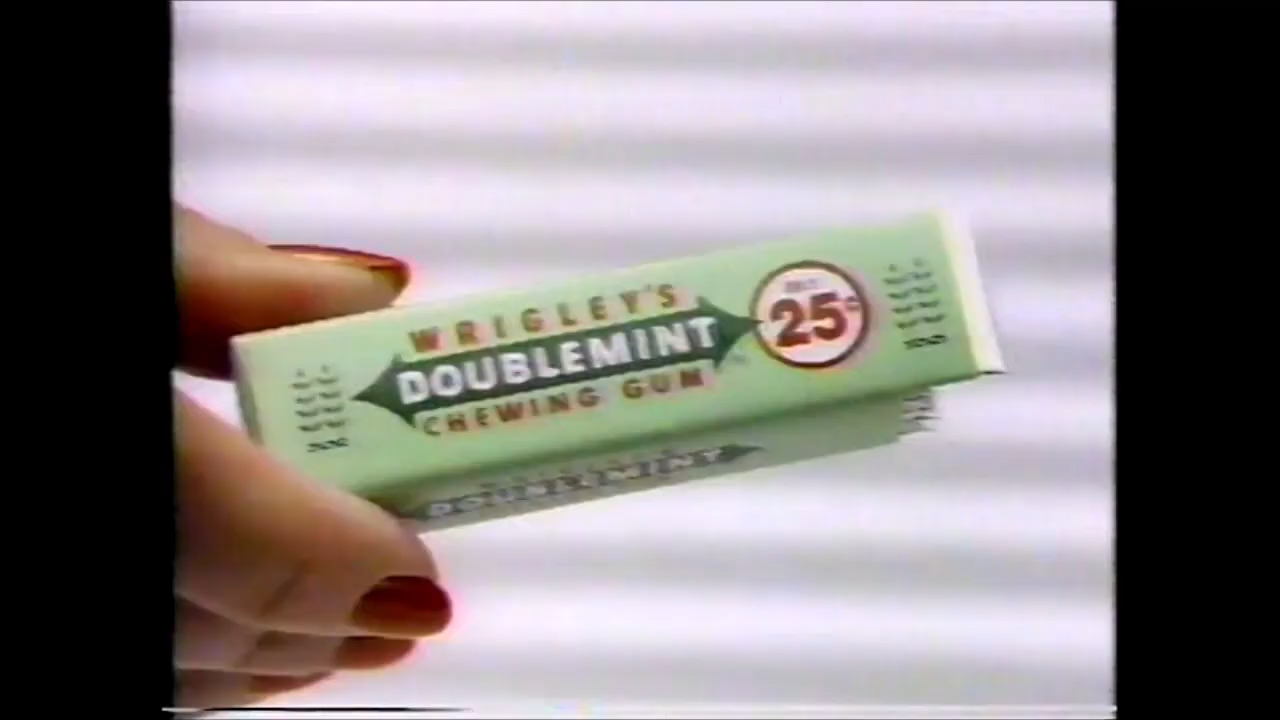 WRIGLEY'S
DOUBLEMINT
CHEWING GUM
25¢
DOUBLEMINT